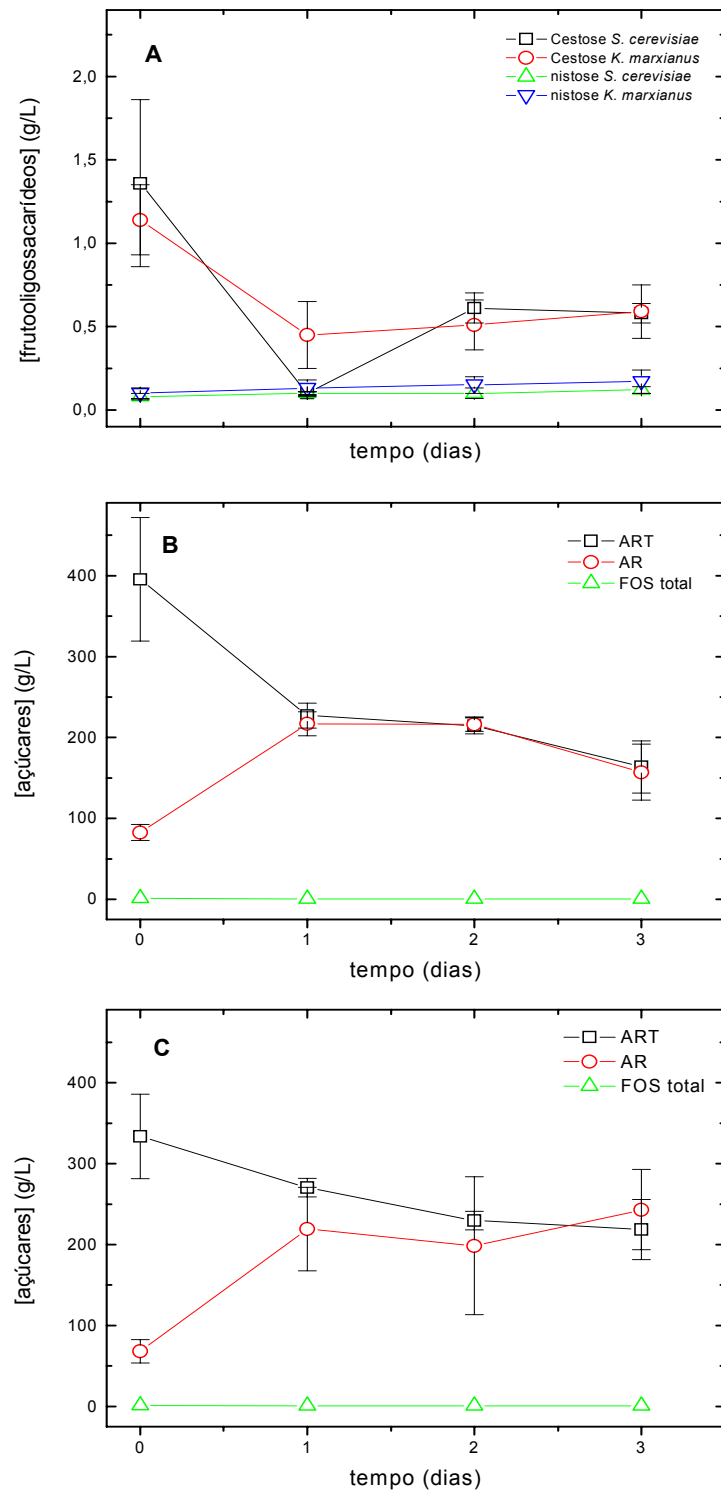 A
Cestose S. cerevisiae
Cestose K. marxianus
nistose S. cerevisiae
nistose K. marxianus
2,0
1,5
1,0
0,5
0,0
[frutooligossacarídeos] (g/L)
tempo (dias)
B
ART
AR
FOS total
400
300
200
100
0
[açúcares] (g/L)
0 1 2 3
tempo (dias)
C
ART
AR
FOS total
400
300
200
100
0
[açúcares] (g/L)
0 1 2 3
tempo (dias)